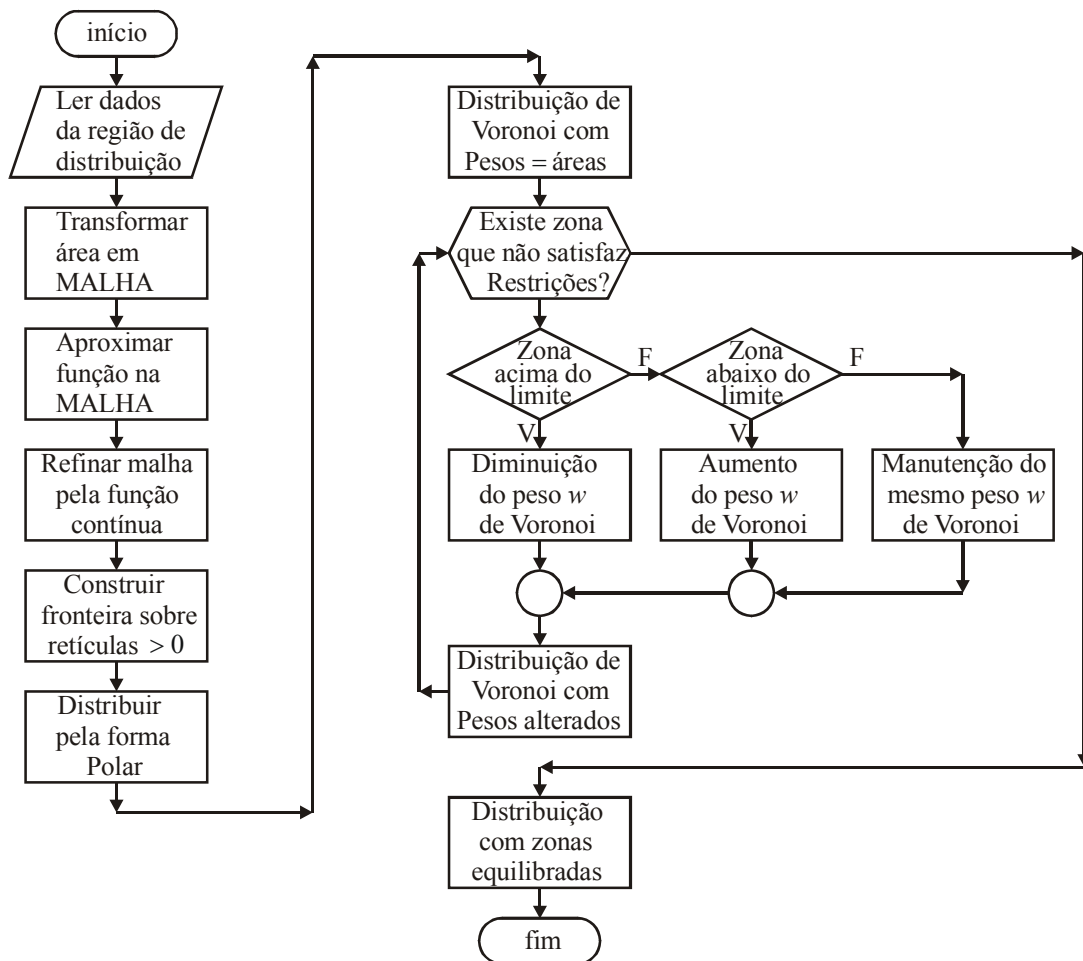 início
Ler dados
da região de
distribuição
Transformar
área em
MALHA
Aproximar
função na
MALHA
Refinar malha
pela função
contínua
Construir
fronteira sobre
retículas > 0
Distribuir
pela forma
Polar
Distribuição de
Voronoi com
Pesos = áreas
Existe zona
que não satisfaz
Restrições?
Zona
acima do
limite
F
V
Zona
abaixo do
limite
F
V
Diminuição
do peso w
de Voronoi
Aumento
do peso w
de Voronoi
Manutenção do
mesmo peso w
de Voronoi
Distribuição de
Voronoi com
Pesos alterados
Distribuição
com zonas
equilibradas
fim